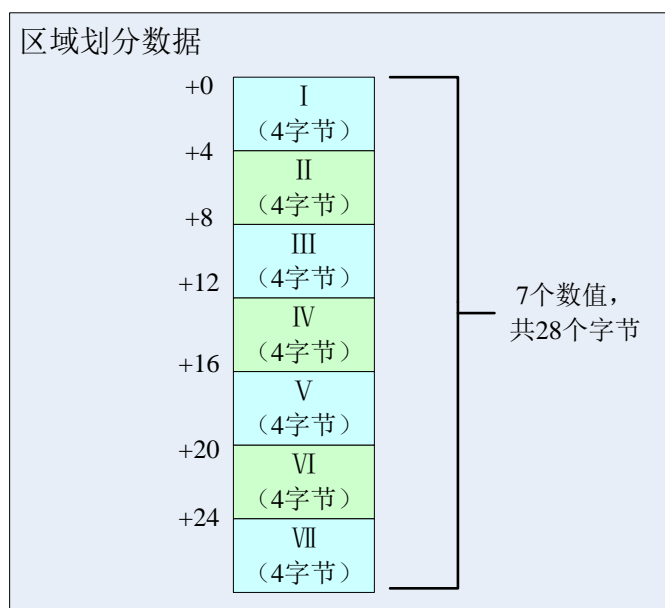 区域划分数据
+0
Ⅰ
（4字节）
+4
Ⅱ
（4字节）
+8
Ⅲ
（4字节）
+12
Ⅳ
（4字节）
+16
Ⅴ
（4字节）
+20
Ⅵ
（4字节）
+24
Ⅶ
（4字节）
7个数值，
共28个字节